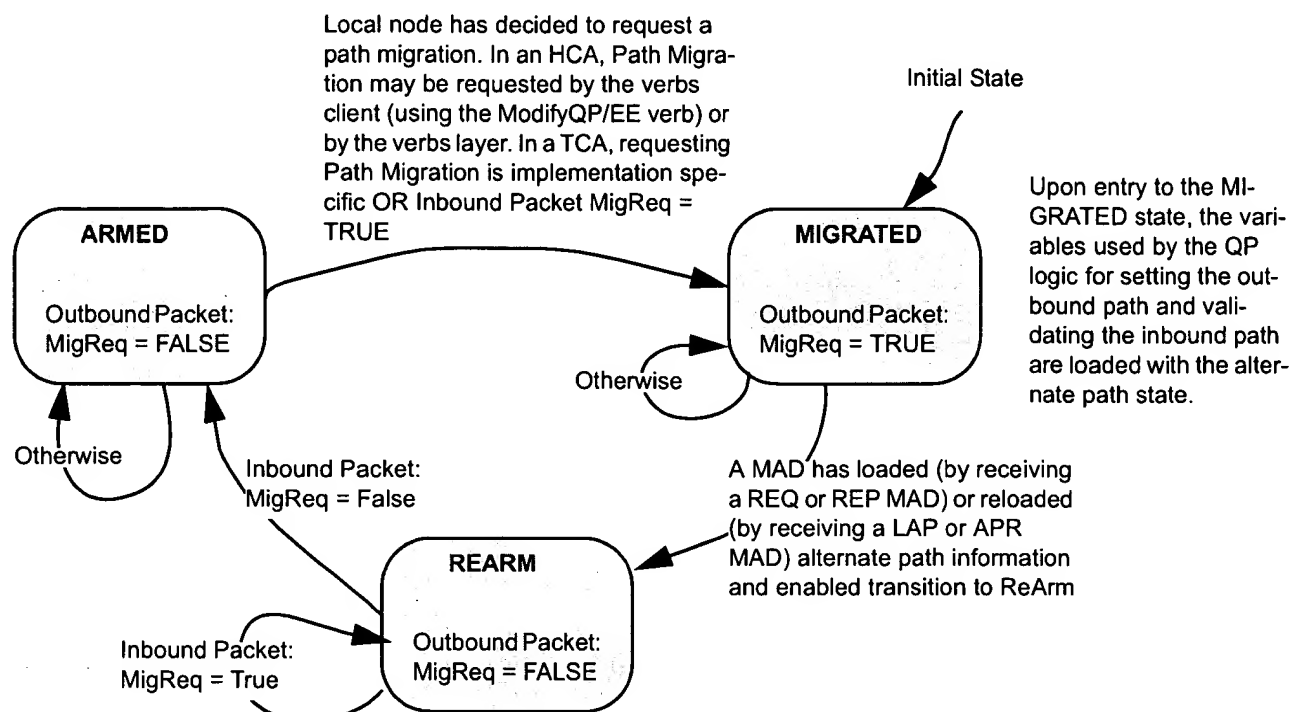 Local node has decided to request a
path migration. In an HCA, Path Migra-
tion may be requested by the verbs
client (using the ModifyQP/EE verb) or
by the verbs layer. In a TCA, requesting
Path Migration is implementation spe-
cific OR Inbound Packet MigReq =
TRUE
Initial State
ARMED
Outbound Packet:
MigReq = FALSE
MIGRATED
Outbound Packet:
MigReq = TRUE
Upon entry to the MI-
GRATED state, the vari-
ables used by the QP
logic for setting the out-
bound path and vali-
dating the inbound path
are loaded with the alter-
nate path state.
Otherwise
Otherwise
Inbound Packet:
MigReq = False
A MAD has loaded (by receiving
a REQ or REP MAD) or reloaded
(by receiving a LAP or APR
MAD) alternate path information
and enabled transition to ReArm
REARM
Outbound Packet:
MigReq = FALSE
Inbound Packet:
MigReq = True